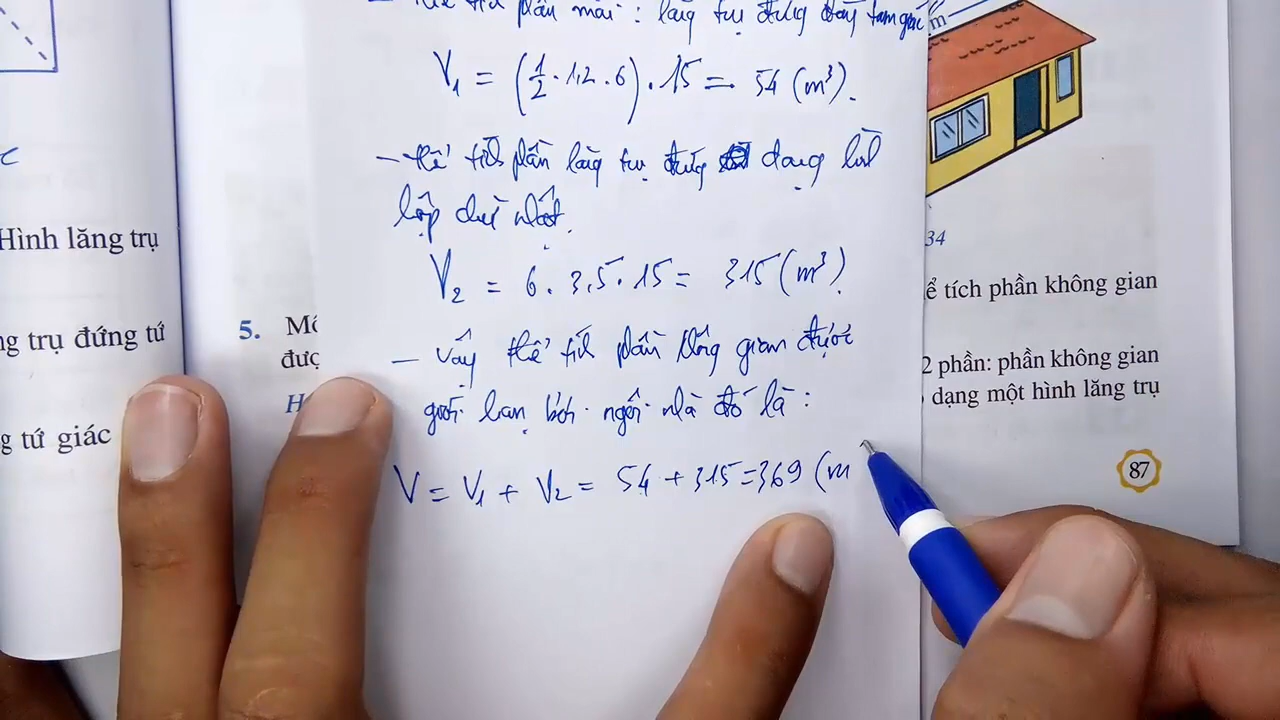 - Thể tích phần mái : lăng trụ đứng đáy tam giác
V₁ = (1/2 . 1,2 . 6) . 15 = 54 (m³).
- thể tích phần lăng trụ đứng dạng hình
hộp chữ nhật.
V₂ = 6 . 3,5 . 15 = 315 (m³).
- Vậy thể tích phần không gian được
giới hạn bởi ngôi nhà đó là :
V = V₁ + V₂ = 54 + 315 = 369 (m
Hình lăng trụ
ng trụ đứng tứ
g tứ giác
5. Mộ
đượ
H
m
34
ể tích phần không gian
2 phần: phần không gian
dạng một hình lăng trụ
87